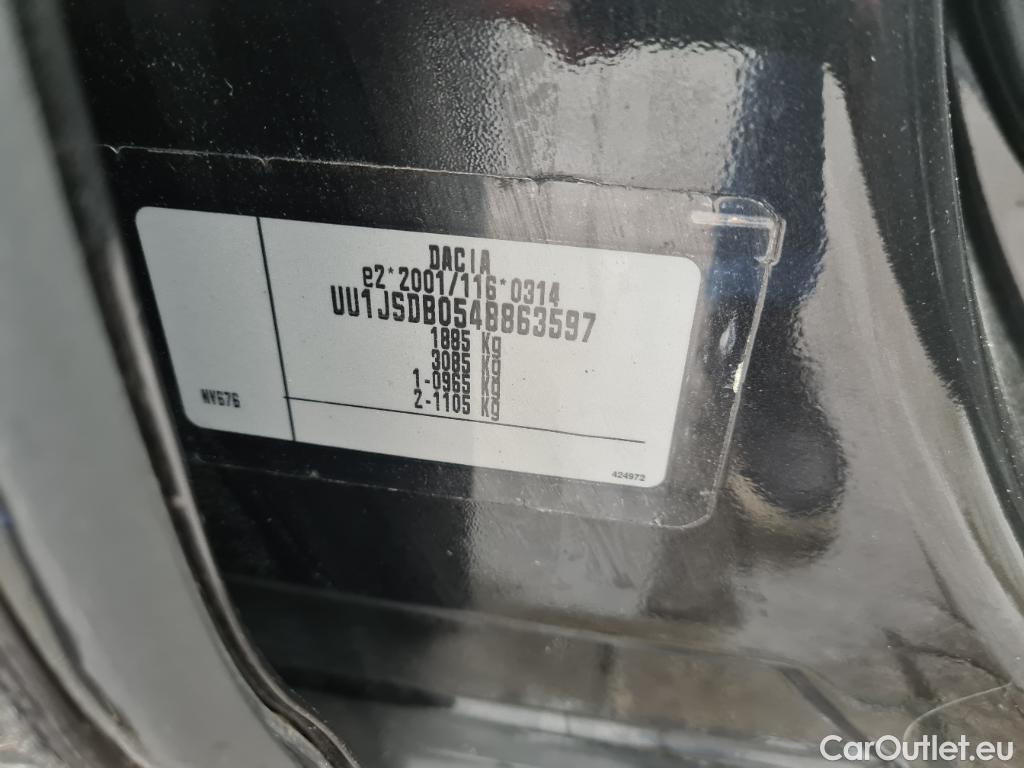 DACIA
e2*2001/116*0314
UU1JSDB0548863597
1885 Kg
3085 Kg
1-0965 Kg
2-1105 Kg
NV676
424972
CarOutlet.eu